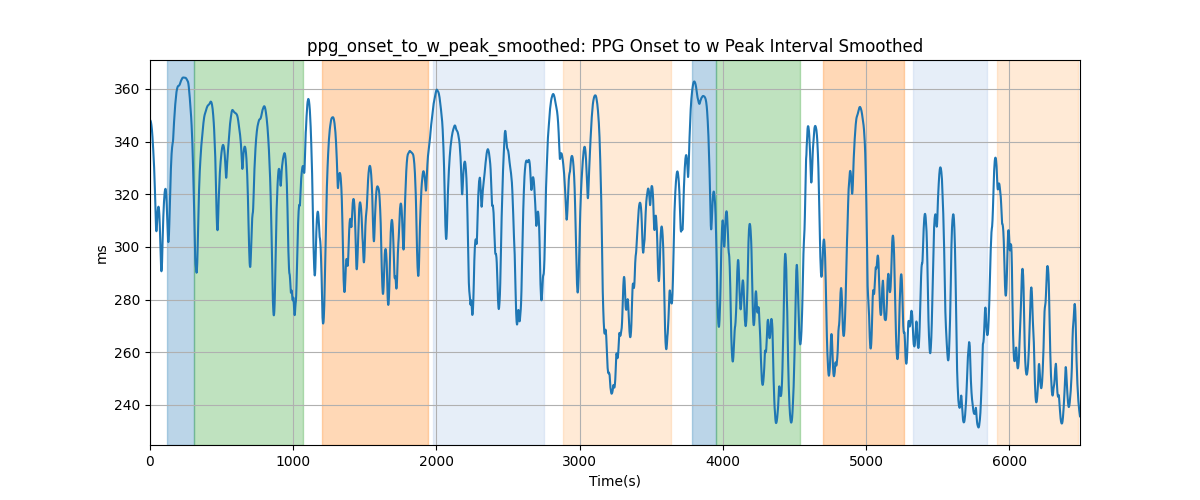 ppg_onset_to_w_peak_smoothed: PPG Onset to w Peak Interval Smoothed
360
340
320
300
280
260
240
ms
0 1000 2000 3000 4000 5000 6000
Time(s)